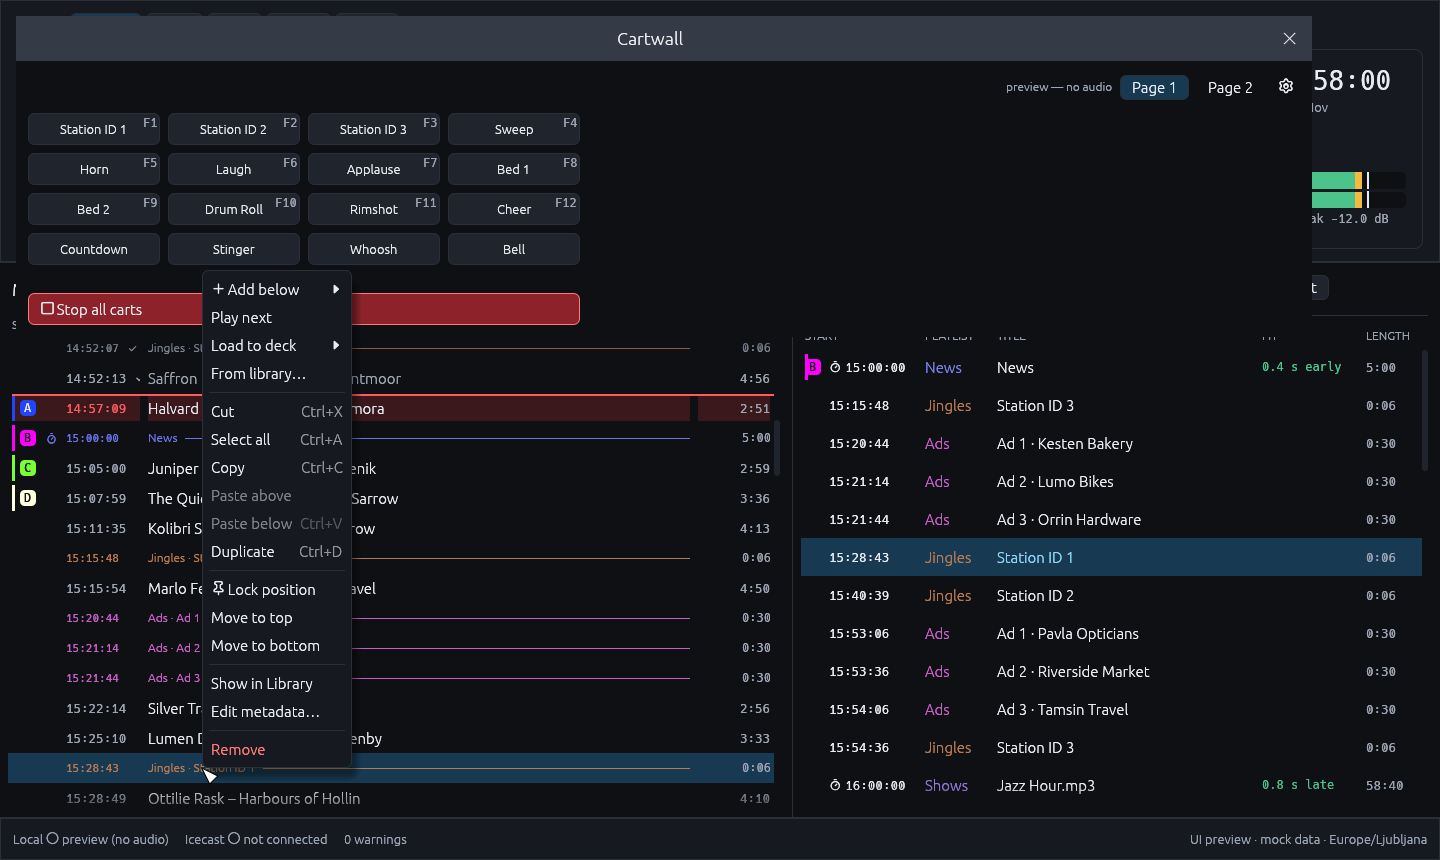 Cartwall
preview — no audio Page 1 Page 2
58:00
Station ID 1 F1 Station ID 2 F2 Station ID 3 F3 Sweep F4
Horn F5 Laugh F6 Applause F7 Bed 1 F8
Bed 2 F9 Drum Roll F10 Rimshot F11 Cheer F12
-12.0 dB
Countdown Stinger Whoosh Bell
Stop all carts
Add below
Play next
Load to deck
From library…
Cut Ctrl+X
Select all Ctrl+A
Copy Ctrl+C
Paste above
Paste below Ctrl+V
Duplicate Ctrl+D
Lock position
Move to top
Move to bottom
Show in Library
Edit metadata…
Remove
14:52:07 Jingles · 0:06
14:52:13 Saffron 4:56
A 14:57:09 Halvard 2:51
B 15:00:00 News 5:00
C 15:05:00 Juniper 2:59
D 15:07:59 The Sarrow 3:36
15:11:35 Kolibri 4:13
15:15:48 Jingles · 0:06
15:15:54 Marlo 4:50
15:20:44 Ads · Ad 1 0:30
15:21:14 Ads · Ad 2 0:30
15:21:44 Ads · Ad 3 0:30
15:22:14 Silver 2:56
15:25:10 Lumen 3:33
15:28:43 Jingles · Station ID 1 0:06
15:28:49 Ottilie Rask – Harbours of Hollin 4:10
START PLAYLIST TITLE LENGTH
B 15:00:00 News News 0.4 s early 5:00
15:15:48 Jingles Station ID 3 0:06
15:20:44 Ads Ad 1 · Kesten Bakery 0:30
15:21:14 Ads Ad 2 · Lumo Bikes 0:30
15:21:44 Ads Ad 3 · Orrin Hardware 0:30
15:28:43 Jingles Station ID 1 0:06
15:40:39 Jingles Station ID 2 0:06
15:53:06 Ads Ad 1 · Pavla Opticians 0:30
15:53:36 Ads Ad 2 · Riverside Market 0:30
15:54:06 Ads Ad 3 · Tamsin Travel 0:30
15:54:36 Jingles Station ID 3 0:06
16:00:00 Shows Jazz Hour.mp3 0.8 s late 58:40
Local preview (no audio) Icecast not connected 0 warnings
UI preview · mock data · Europe/Ljubljana